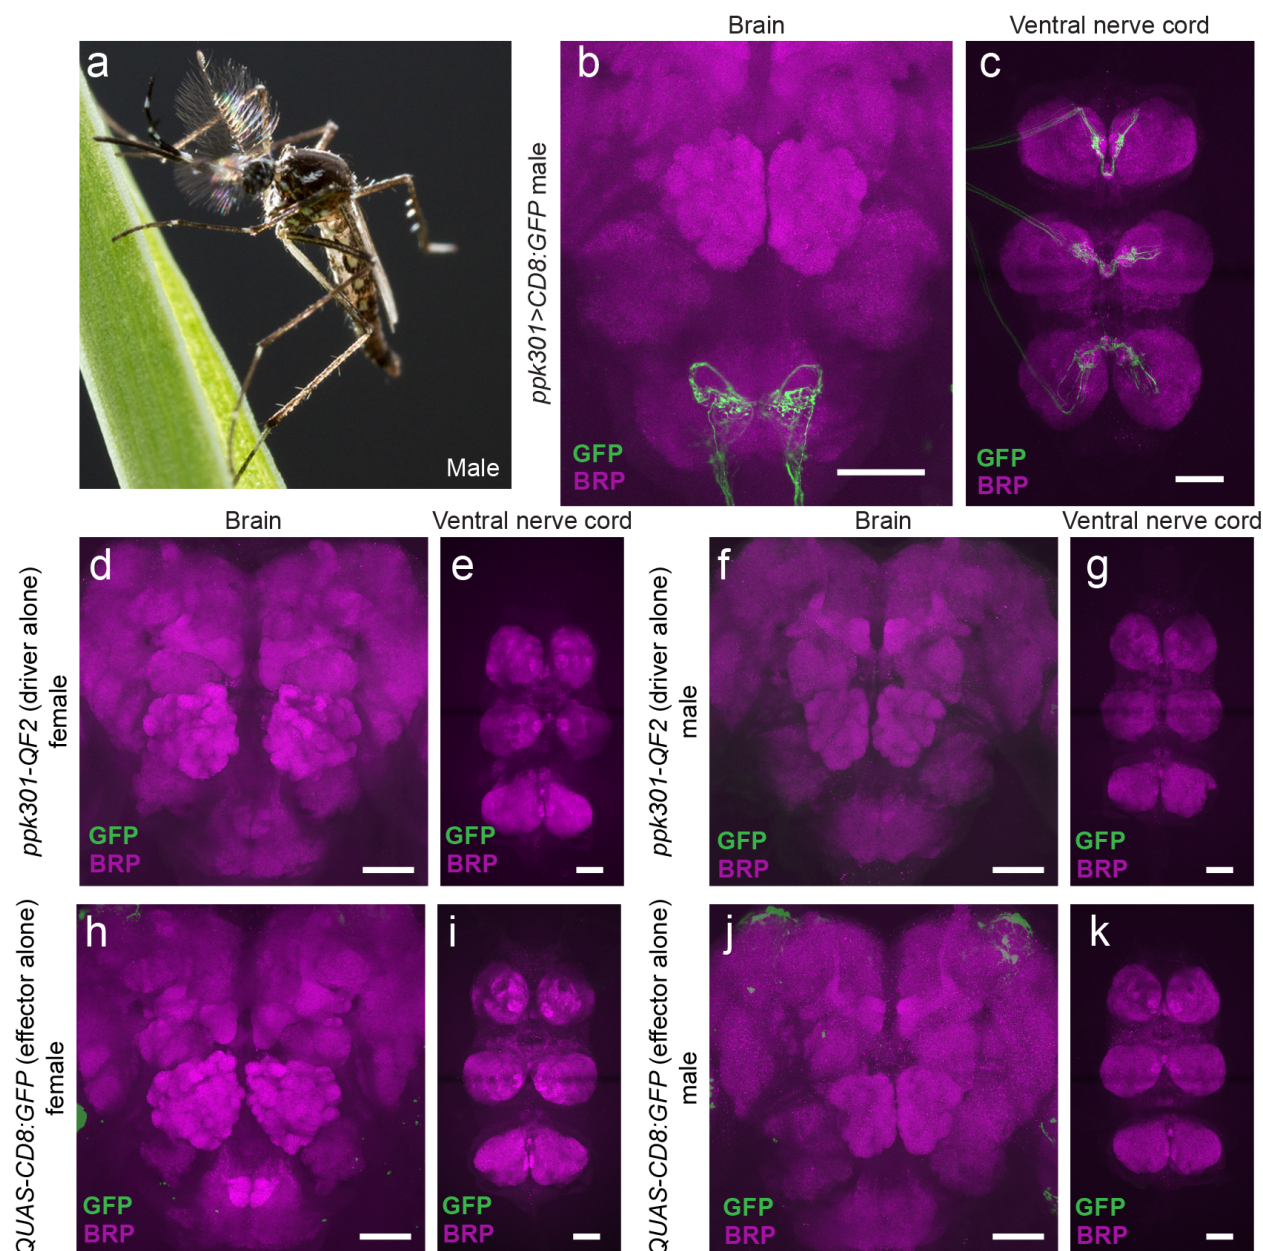 Brain
Ventral nerve cord
a
Male
ppk301>CD8:GFP male
b
GFP
BRP
c
GFP
BRP
Brain
Ventral nerve cord
Brain
Ventral nerve cord
ppk301-QF2 (driver alone)
female
d
GFP
BRP
e
GFP
BRP
ppk301-QF2 (driver alone)
male
f
GFP
BRP
g
GFP
BRP
QUAS-CD8:GFP (effector alone)
female
h
GFP
BRP
i
GFP
BRP
QUAS-CD8:GFP (effector alone)
male
j
GFP
BRP
k
GFP
BRP